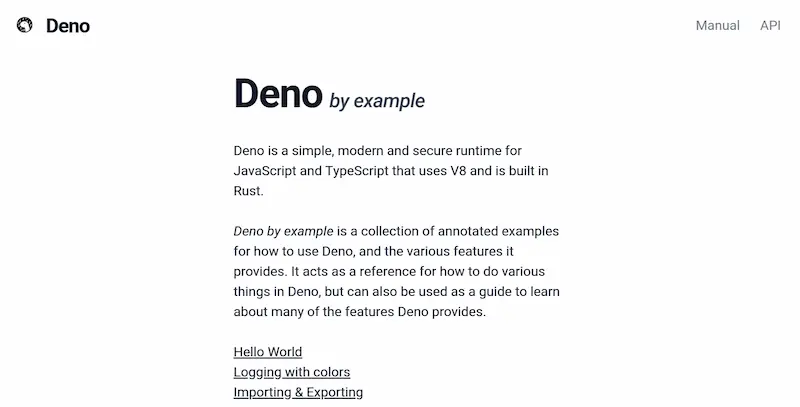 Deno
Manual
API
Deno by example
Deno is a simple, modern and secure runtime for
JavaScript and TypeScript that uses V8 and is built in
Rust.
Deno by example is a collection of annotated examples
for how to use Deno, and the various features it
provides. It acts as a reference for how to do various
things in Deno, but can also be used as a guide to learn
about many of the features Deno provides.
Hello World
Logging with colors
Importing & Exporting